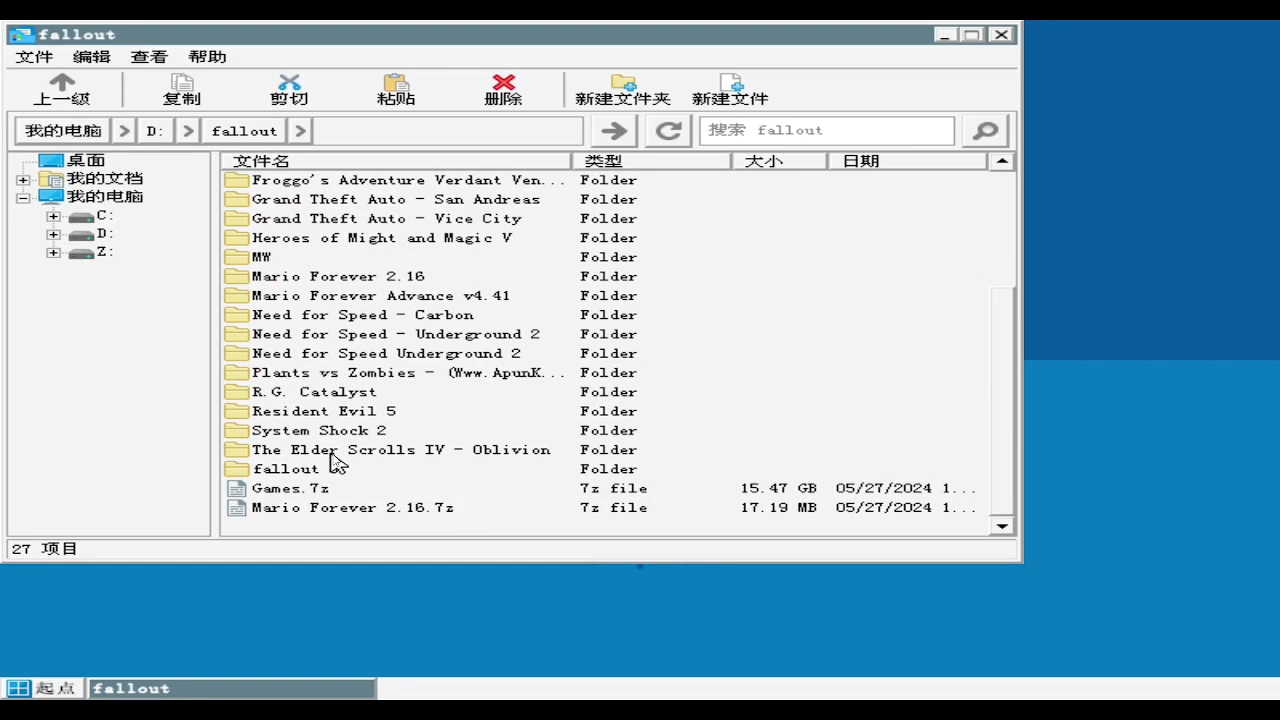 fallout
文件 编辑 查看 帮助
上一级 复制 剪切 粘贴 删除 新建文件夹 新建文件
我的电脑 D: fallout 搜索 fallout
桌面
我的文档
我的电脑
C:
D:
Z:
文件名 类型 大小 日期
Froggo's Adventure Verdant Ven... Folder
Grand Theft Auto - San Andreas Folder
Grand Theft Auto - Vice City Folder
Heroes of Might and Magic V Folder
MW Folder
Mario Forever 2.16 Folder
Mario Forever Advance v4.41 Folder
Need for Speed - Carbon Folder
Need for Speed - Underground 2 Folder
Need for Speed Underground 2 Folder
Plants vs Zombies - (Www.ApunK... Folder
R.G. Catalyst Folder
Resident Evil 5 Folder
System Shock 2 Folder
The Elder Scrolls IV - Oblivion Folder
fallout Folder
Games.7z 7z file 15.47 GB 05/27/2024 1...
Mario Forever 2.16.7z 7z file 17.19 MB 05/27/2024 1...
27 项目
起点 fallout